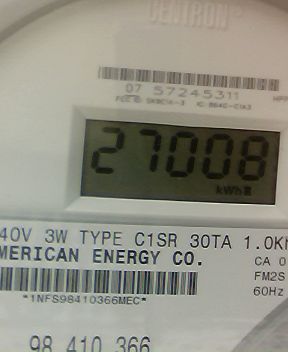 CENTRON
07 57245311
27008
kWh
40V 3W TYPE C1SR 30TA 1.0Kh
MERICAN ENERGY CO.
CA 0
FM2S
60Hz
*1NFS98410366MEC*
98 410 366